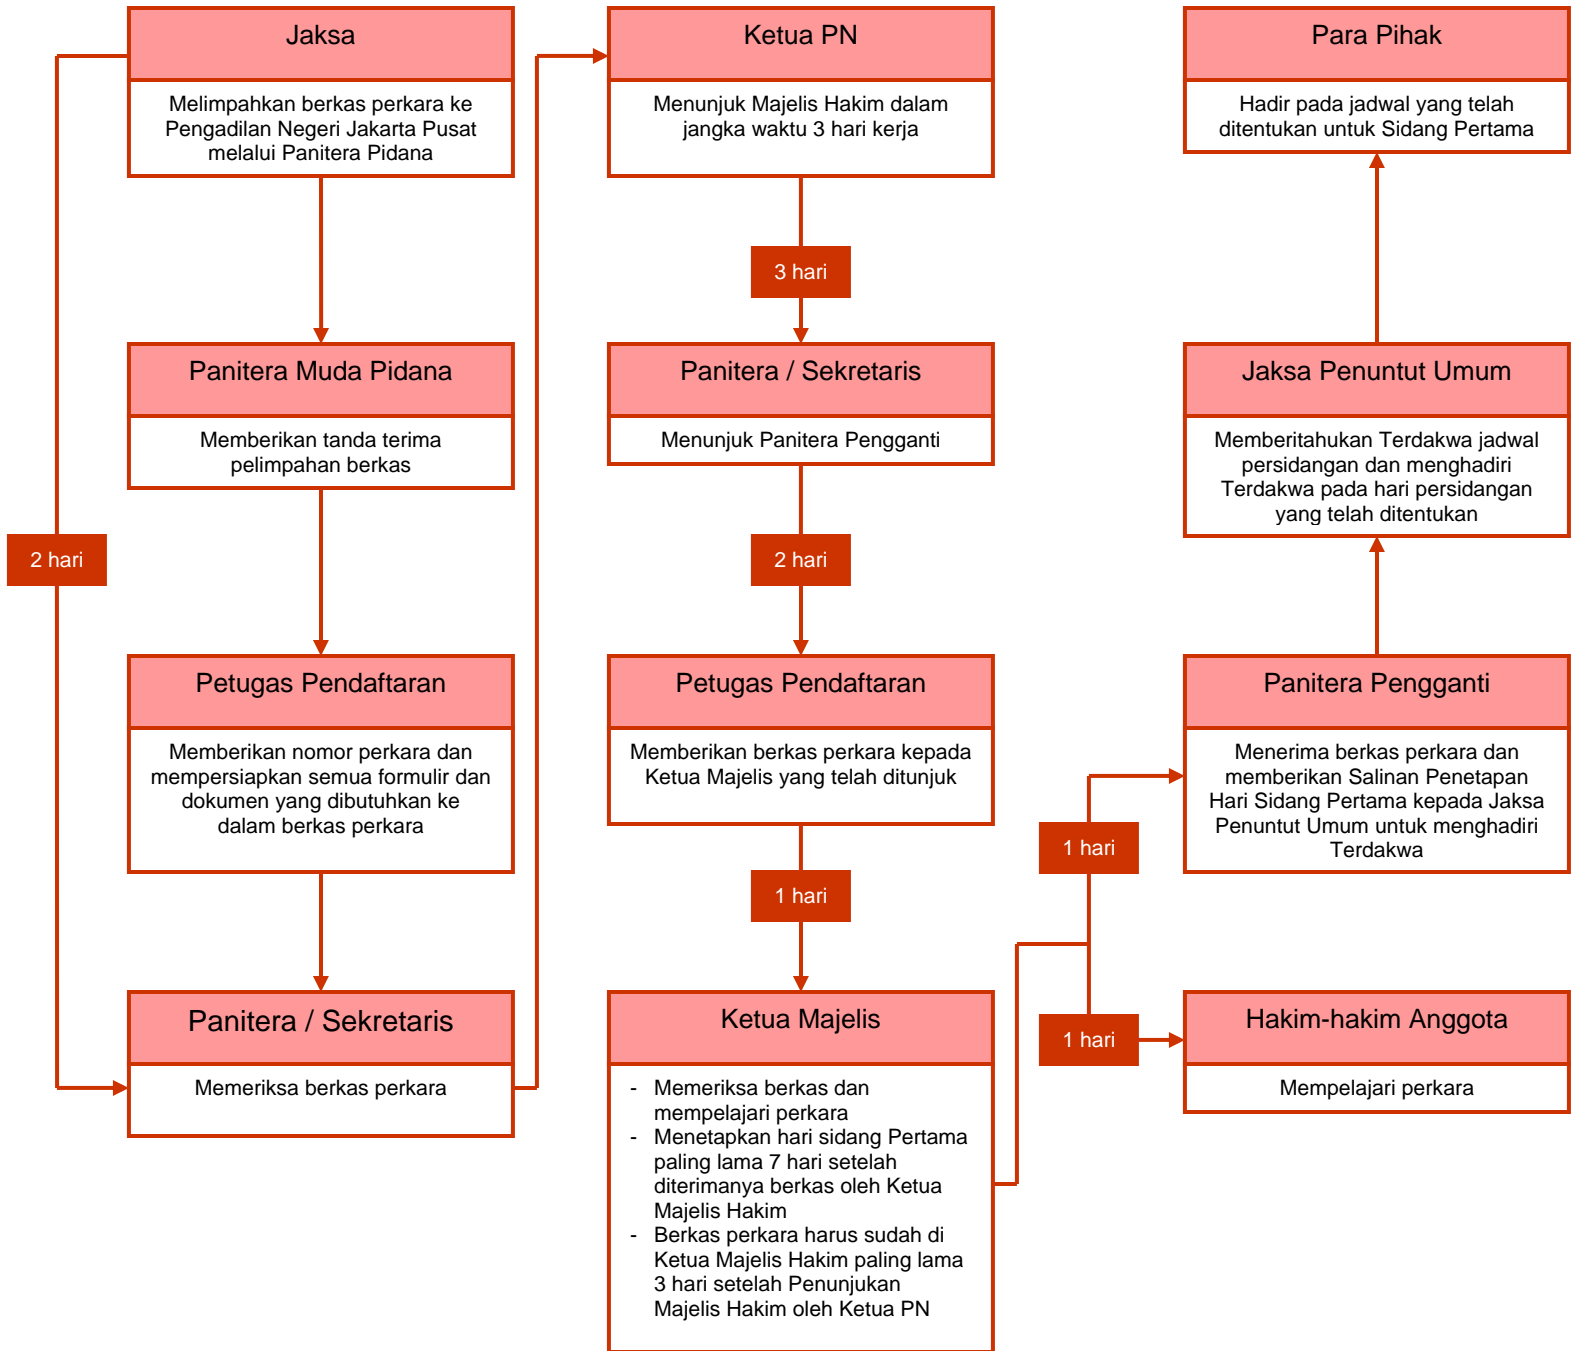 Jaksa
Melimpahkan berkas perkara ke
Pengadilan Negeri Jakarta Pusat
melalui Panitera Pidana
Panitera Muda Pidana
Memberikan tanda terima
pelimpahan berkas
2 hari
Petugas Pendaftaran
Memberikan nomor perkara dan
mempersiapkan semua formulir dan
dokumen yang dibutuhkan ke
dalam berkas perkara
Panitera / Sekretaris
Memeriksa berkas perkara
Ketua PN
Menunjuk Majelis Hakim dalam
jangka waktu 3 hari kerja
3 hari
Panitera / Sekretaris
Menunjuk Panitera Pengganti
2 hari
Petugas Pendaftaran
Memberikan berkas perkara kepada
Ketua Majelis yang telah ditunjuk
1 hari
Ketua Majelis
- Memeriksa berkas dan
mempelajari perkara
- Menetapkan hari sidang Pertama
paling lama 7 hari setelah
diterimanya berkas oleh Ketua
Majelis Hakim
- Berkas perkara harus sudah di
Ketua Majelis Hakim paling lama
3 hari setelah Penunjukan
Majelis Hakim oleh Ketua PN
Para Pihak
Hadir pada jadwal yang telah
ditentukan untuk Sidang Pertama
Jaksa Penuntut Umum
Memberitahukan Terdakwa jadwal
persidangan dan menghadiri
Terdakwa pada hari persidangan
yang telah ditentukan
Panitera Pengganti
Menerima berkas perkara dan
memberikan Salinan Penetapan
Hari Sidang Pertama kepada Jaksa
Penuntut Umum untuk menghadiri
Terdakwa
1 hari
1 hari
Hakim-hakim Anggota
Mempelajari perkara